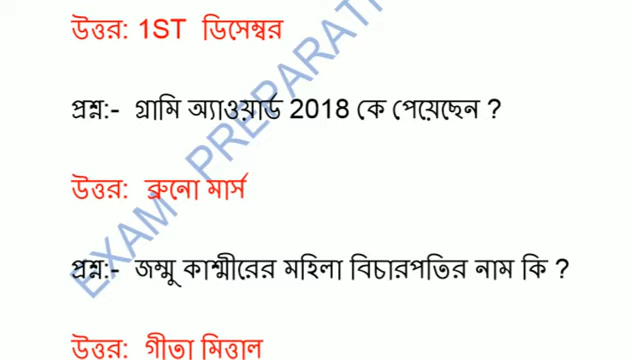 উত্তর: 1ST ডিসেম্বর
প্রশ্ন:- গ্রামি অ্যাওয়ার্ড 2018 কে পেয়েছেন ?
উত্তর: ব্রুনো মার্স
প্রশ্ন:- জম্মু কাশ্মীরের মহিলা বিচারপতির নাম কি ?
উত্তর: গীতা মিত্তাল
EXAM PREPARATI